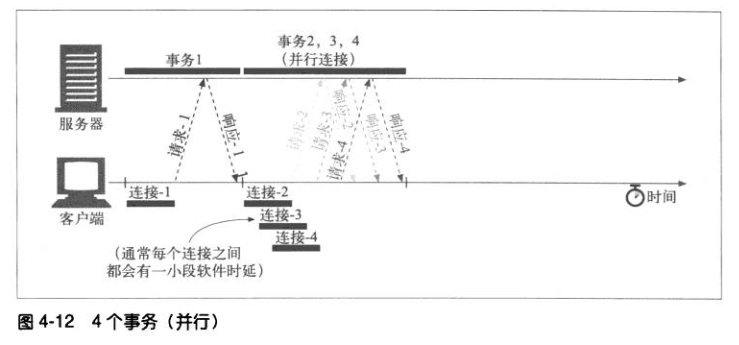 事务1
事务2，3，4
（并行连接）
服务器
请求-1
响应-1
请求-2
请求-3
响应-2
请求-4
响应-3
响应-4
连接-1
连接-2
连接-3
连接-4
时间
客户端
（通常每个连接之间
都会有一小段软件时延）
图 4-12 4 个事务（并行）